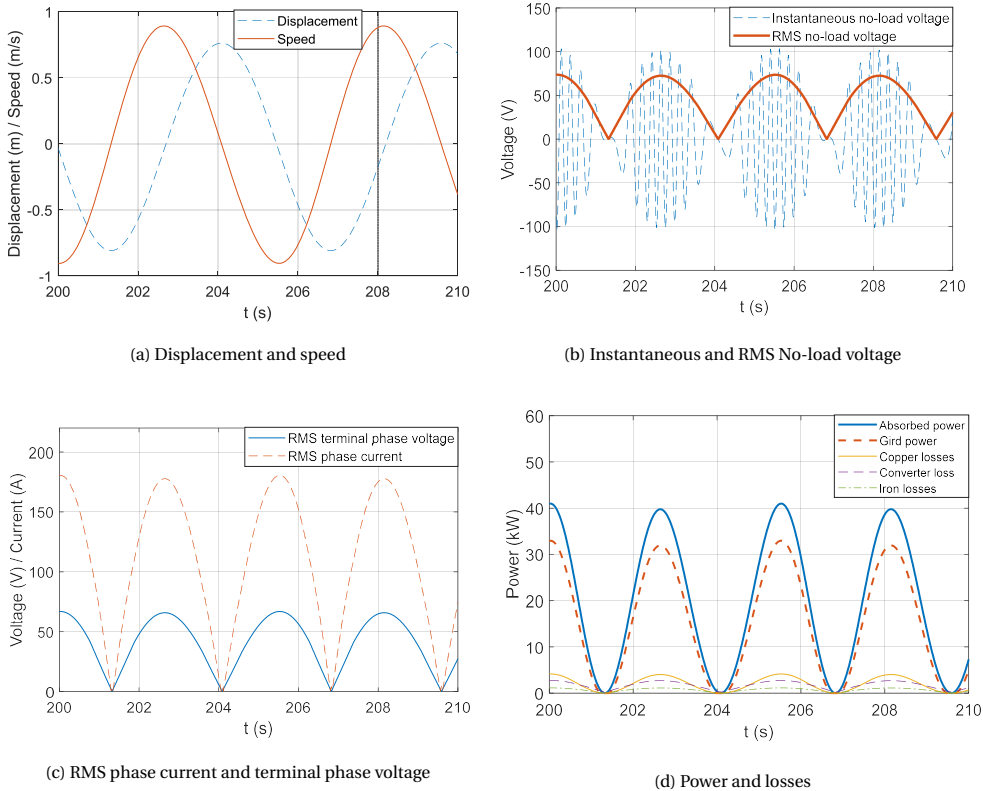 Displacement
Speed
Displacement (m) / Speed (m/s)
1
0.5
0
-0.5
-1
200 202 204 206 208 210
t (s)
(a) Displacement and speed
Instantaneous no-load voltage
RMS no-load voltage
Voltage (V)
150
100
50
0
-50
-100
-150
200 202 204 206 208 210
t (s)
(b) Instantaneous and RMS No-load voltage
RMS terminal phase voltage
RMS phase current
Voltage (V) / Current (A)
200
150
100
50
0
200 202 204 206 208 210
t (s)
(c) RMS phase current and terminal phase voltage
Absorbed power
Gird power
Copper losses
Converter loss
Iron losses
Power (kW)
60
50
40
30
20
10
0
200 202 204 206 208 210
t (s)
(d) Power and losses